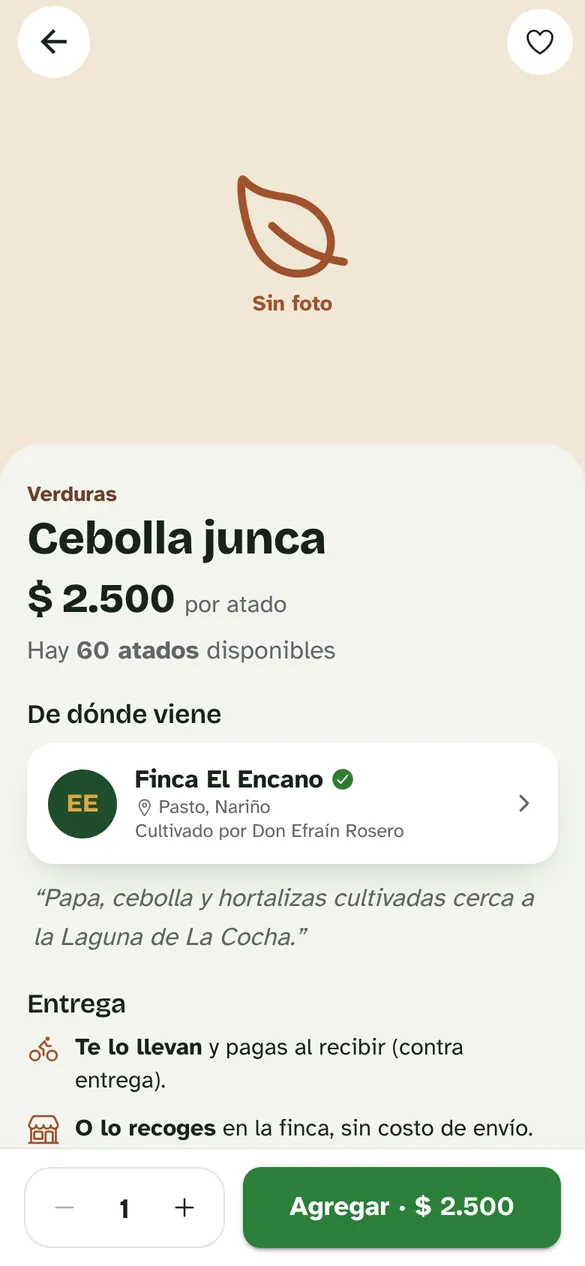 Sin foto
Verduras
Cebolla junca
$ 2.500 por atado
Hay 60 atados disponibles
De dónde viene
EE
Finca El Encano
Pasto, Nariño
Cultivado por Don Efraín Rosero
“Papa, cebolla y hortalizas cultivadas cerca a
la Laguna de La Cocha.”
Entrega
Te lo llevan y pagas al recibir (contra
entrega).
O lo recoges en la finca, sin costo de envío.
1
Agregar · $ 2.500